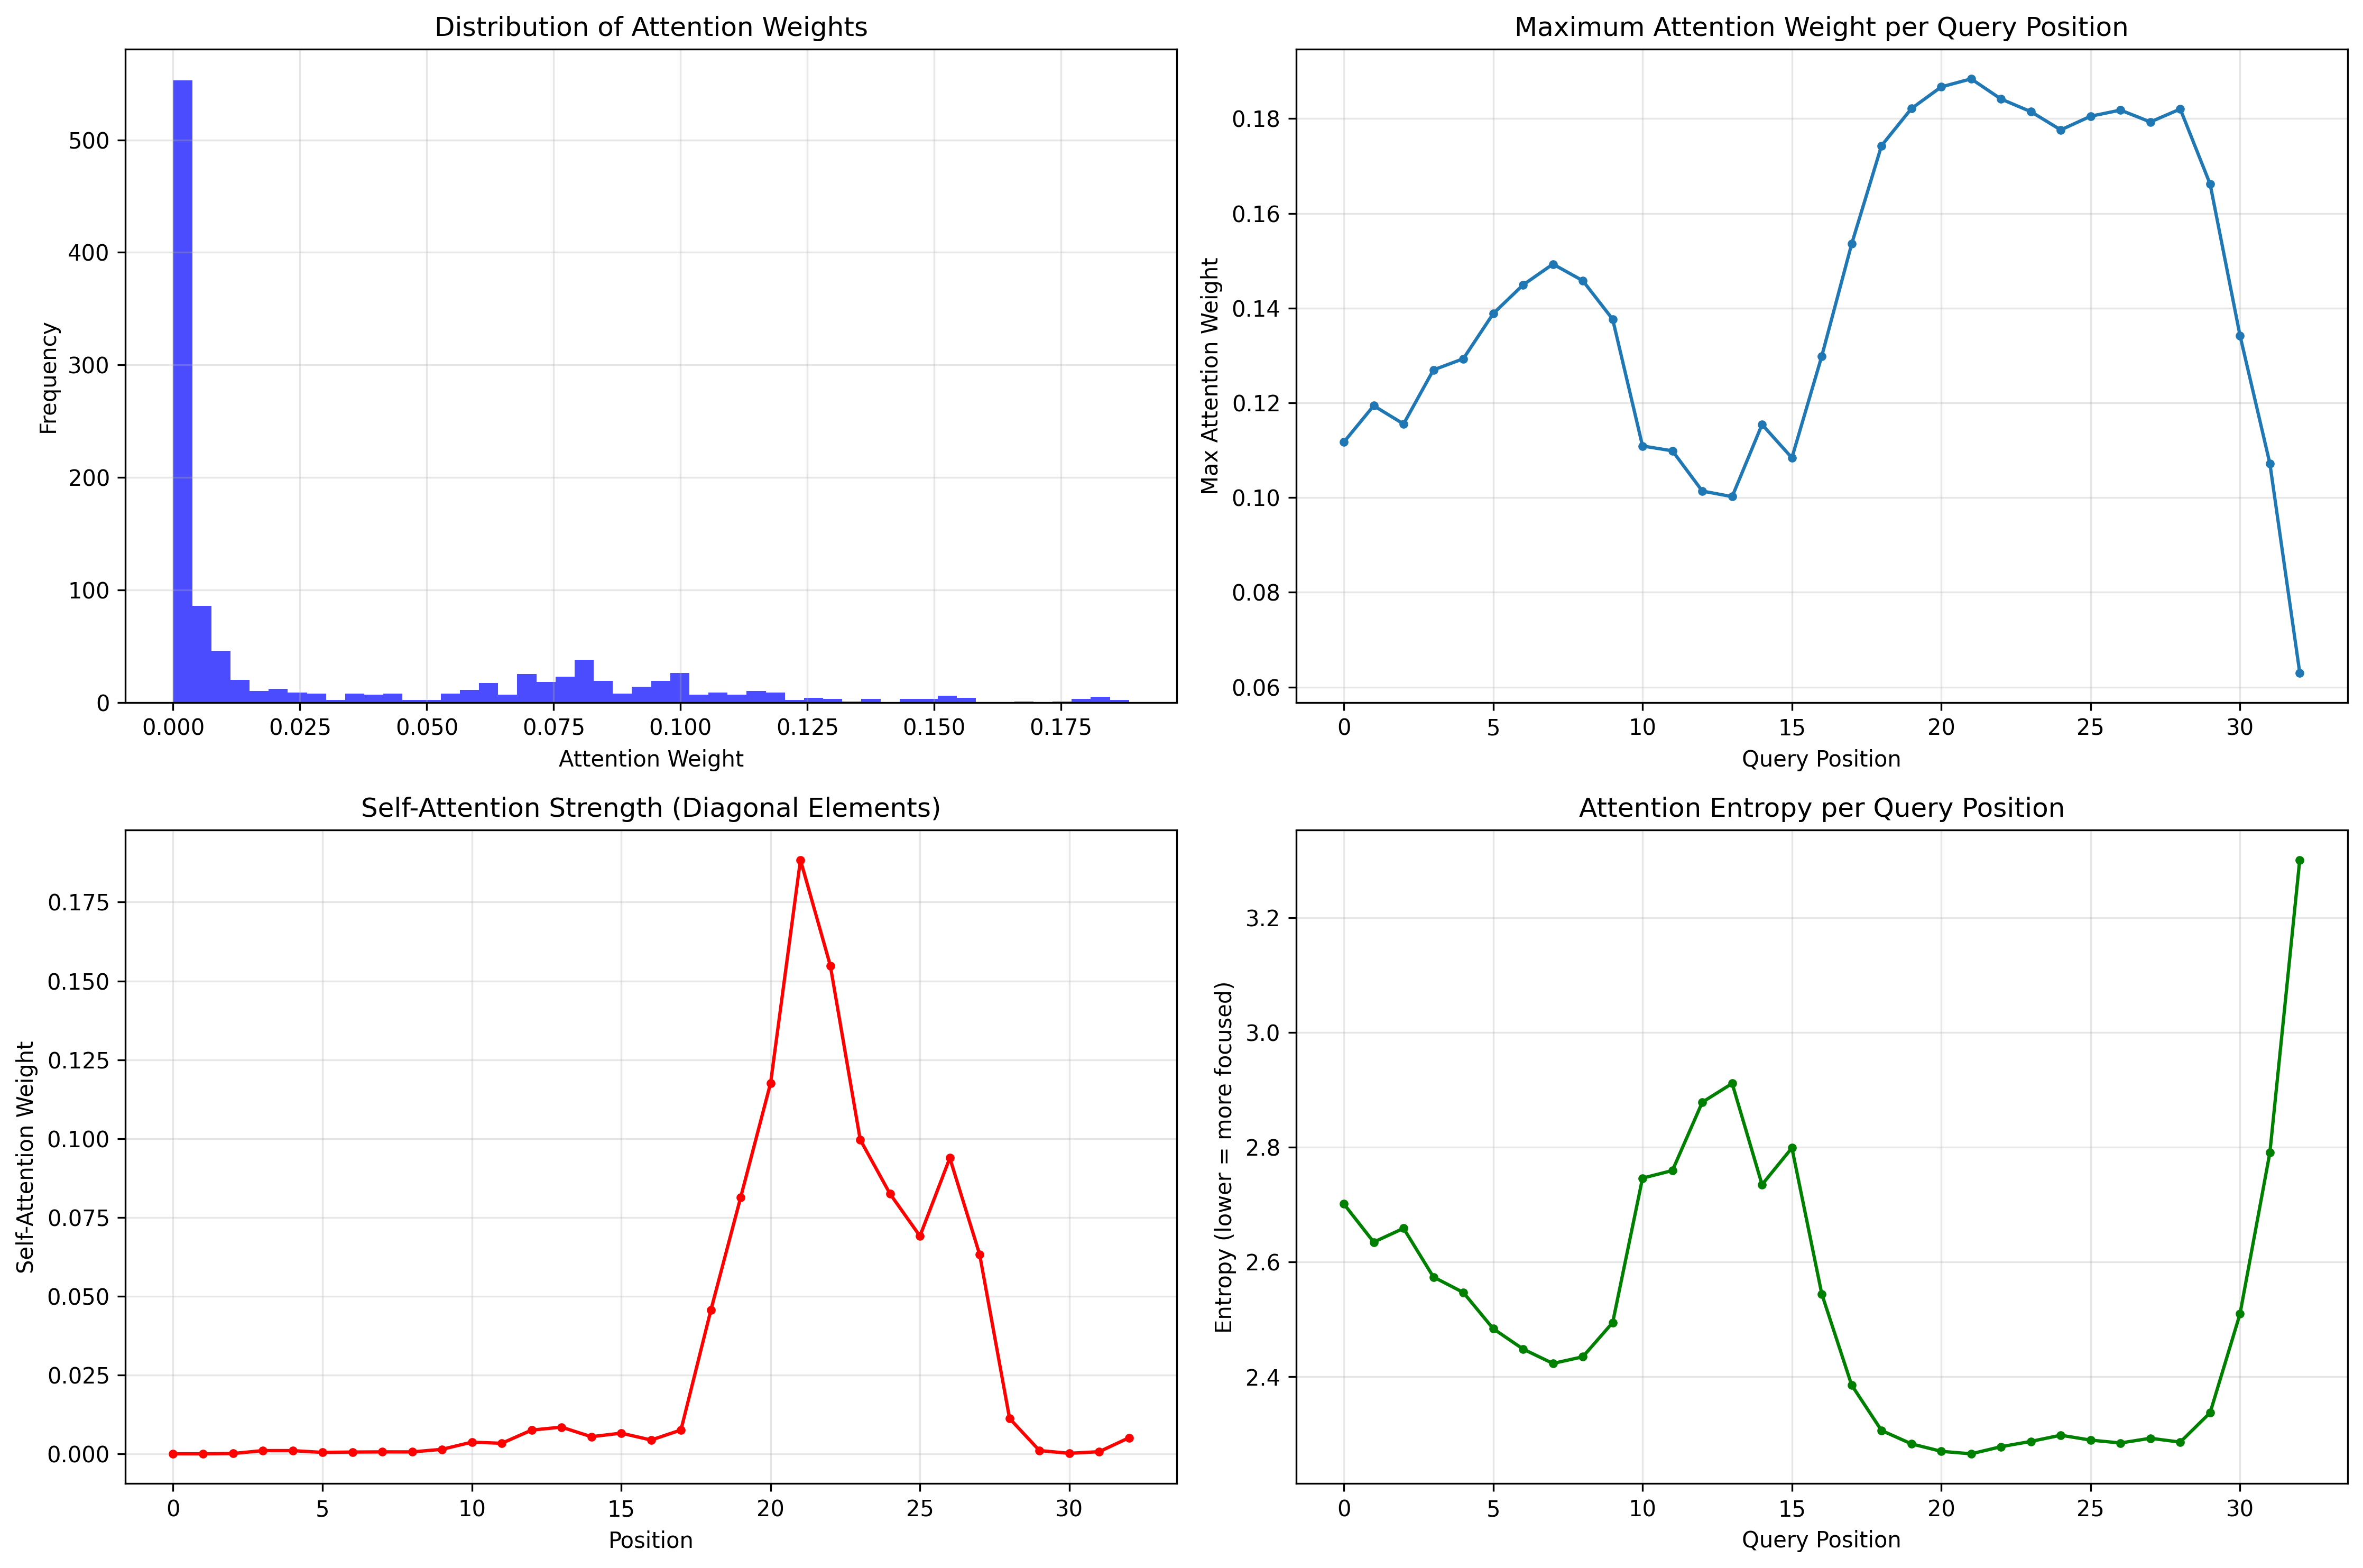 Distribution of Attention Weights
500
400
300
200
100
0
Frequency
0.000 0.025 0.050 0.075 0.100 0.125 0.150 0.175
Attention Weight
Maximum Attention Weight per Query Position
0.18
0.16
0.14
0.12
0.10
0.08
0.06
Max Attention Weight
0 5 10 15 20 25 30
Query Position
Self-Attention Strength (Diagonal Elements)
0.175
0.150
0.125
0.100
0.075
0.050
0.025
0.000
Self-Attention Weight
0 5 10 15 20 25 30
Position
Attention Entropy per Query Position
3.2
3.0
2.8
2.6
2.4
Entropy (lower = more focused)
0 5 10 15 20 25 30
Query Position